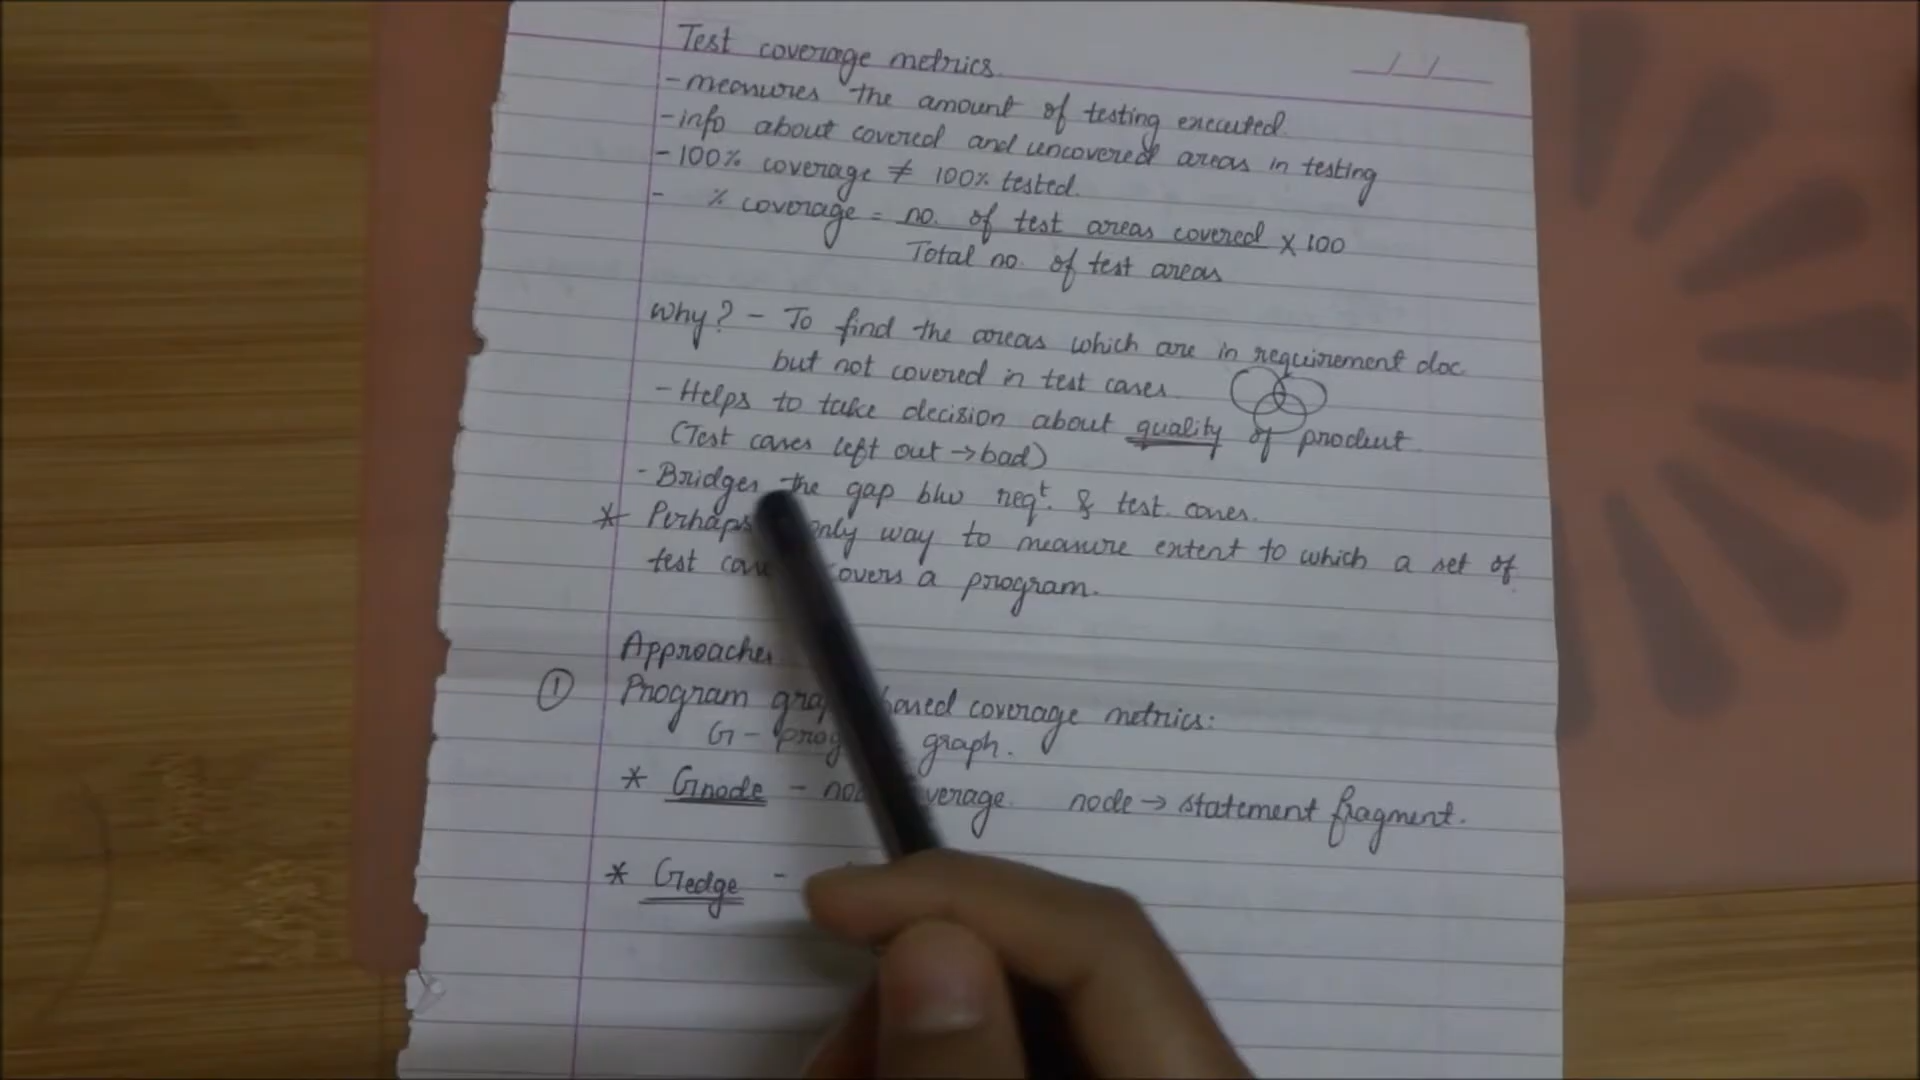 Test coverage metrics.
- measures the amount of testing executed.
- info about covered and uncovered areas in testing
- 100% coverage ≠ 100% tested.
- % coverage = no. of test areas covered X 100
Total no. of test areas
Why? - To find the areas which are in requirement doc
but not covered in test cases.
- Helps to take decision about quality of product
(Test cases left out → bad)
- Bridges the gap b/w reqt. & test cases.
* Perhaps only way to measure extent to which a set of
test covers a program.
Approaches
① Program based coverage metrics:
G - graph.
* Gnode - node → statement fragment.
* Gedge -